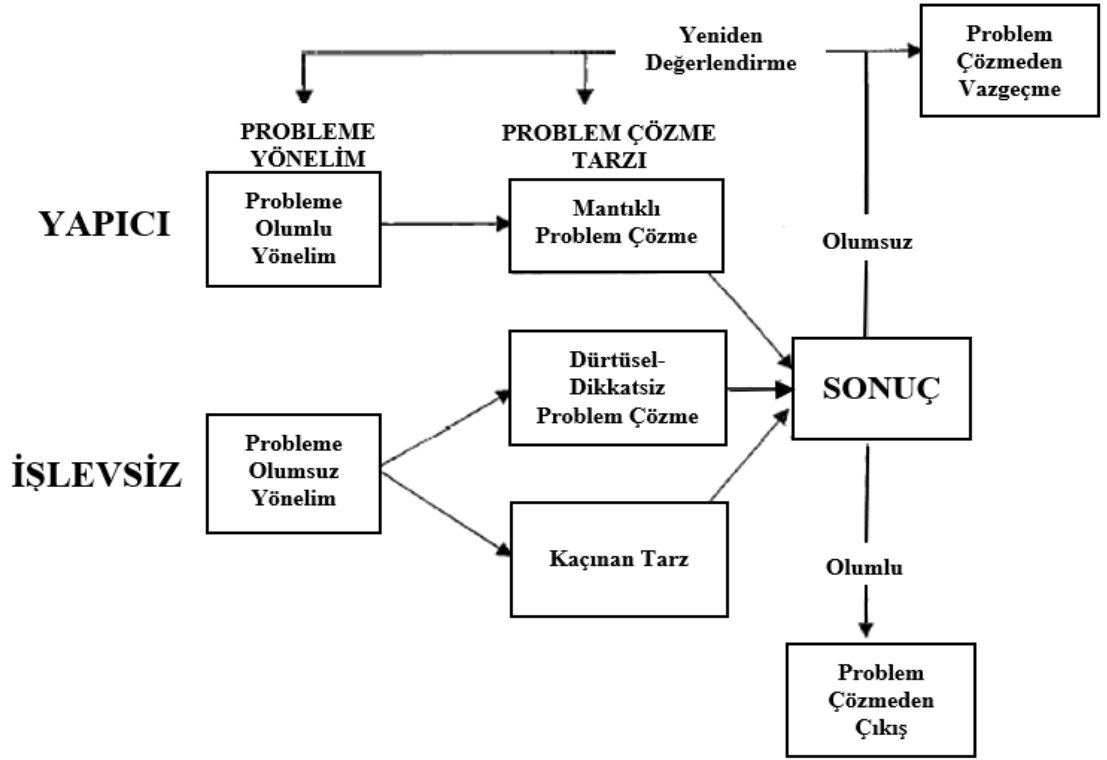 Yeniden
Değerlendirme
Problem
Çözmeden
Vazgeçme
PROBLEME
YÖNELİM
PROBLEM ÇÖZME
TARZI
YAPICI
Probleme
Olumlu
Yönelim
Mantıklı
Problem Çözme
Olumsuz
Dürtüsel-
Dikkatsiz
Problem Çözme
SONUÇ
İŞLEVSİZ
Probleme
Olumsuz
Yönelim
Kaçınan Tarz
Olumlu
Problem
Çözmeden
Çıkış